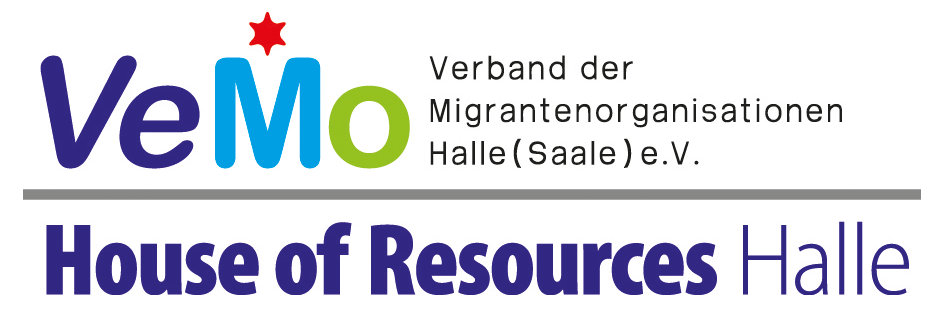 VeMo
Verband der
Migrantenorganisationen
Halle (Saale) e.V.
House of Resources Halle